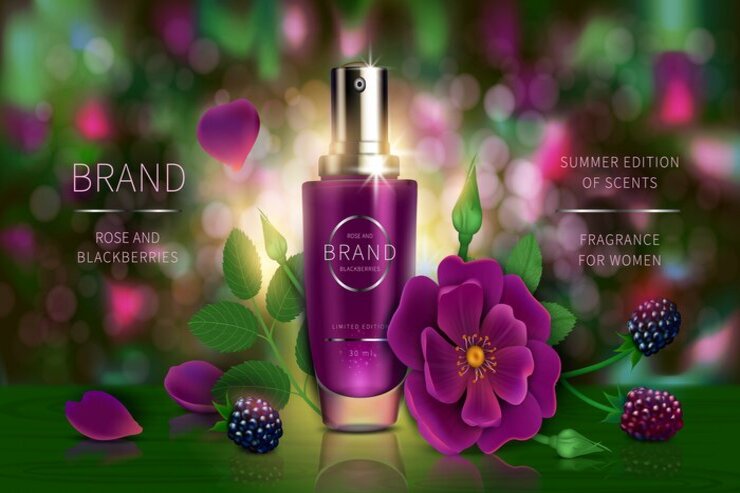 BRAND
ROSE AND
BLACKBERRIES
ROSE AND
BRAND
BLACKBERRIES
LIMITED EDITION
30 ml
SUMMER EDITION
OF SCENTS
FRAGRANCE
FOR WOMEN